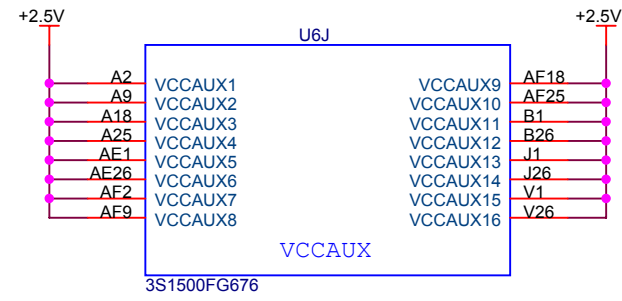 +2.5V +2.5V
U6J
A2 VCCAUX1 VCCAUX9 AF18
A9 VCCAUX2 VCCAUX10 AF25
A18 VCCAUX3 VCCAUX11 B1
A25 VCCAUX4 VCCAUX12 B26
AE1 VCCAUX5 VCCAUX13 J1
AE26 VCCAUX6 VCCAUX14 J26
AF2 VCCAUX7 VCCAUX15 V1
AF9 VCCAUX8 VCCAUX16 V26
VCCAUX
3S1500FG676